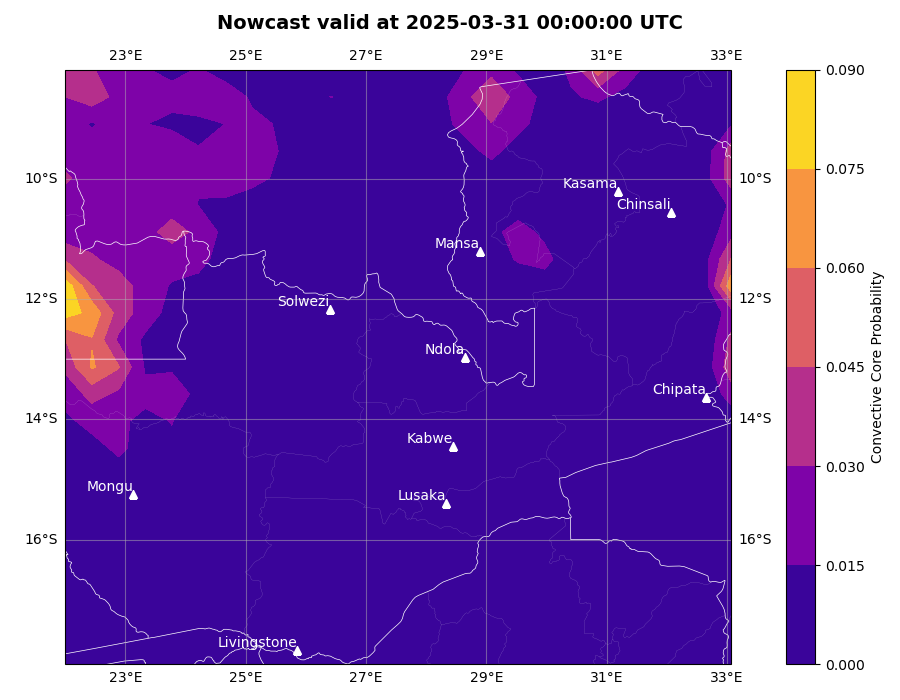 Nowcast valid at 2025-03-31 00:00:00 UTC
23°E 25°E 27°E 29°E 31°E 33°E
0.090
0.075
10°S 10°S
Kasama
Chinsali
Mansa
0.060
12°S 12°S
Solwezi
Ndola
0.045
Chipata
14°S 14°S
Kabwe
0.030
Mongu
Lusaka
16°S 16°S
0.015
Livingstone
0.000
23°E 25°E 27°E 29°E 31°E 33°E
Convective Core Probability